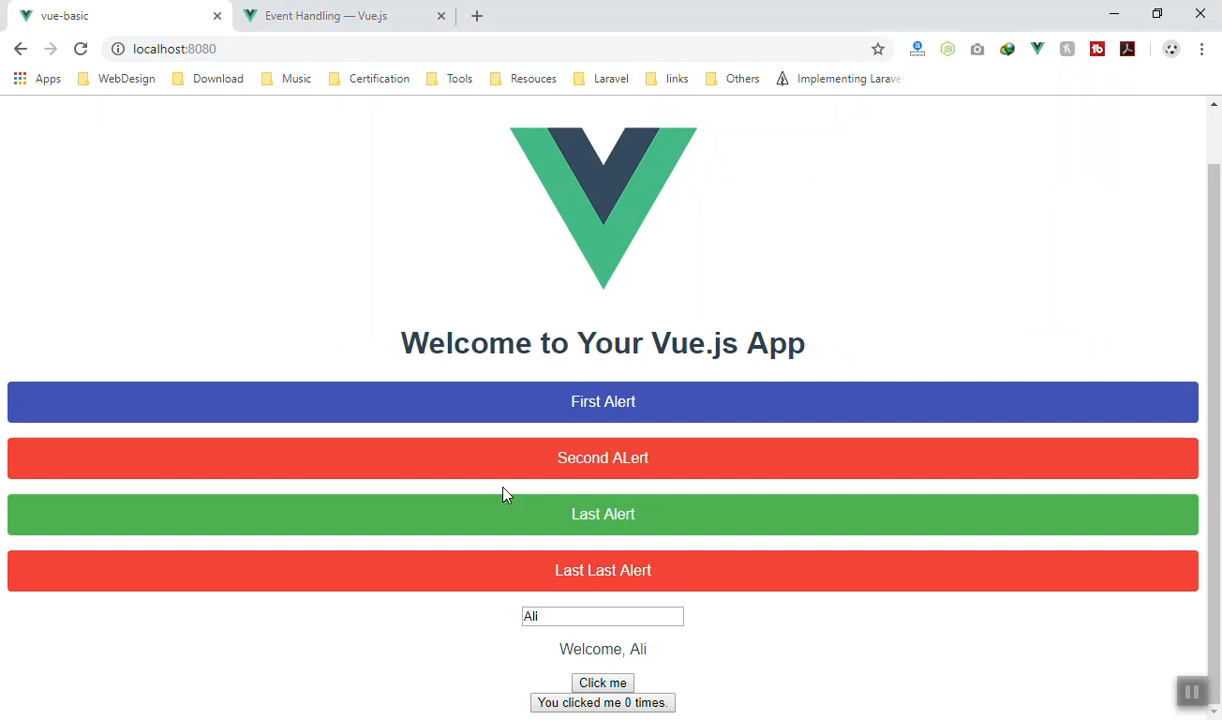 vue-basic
Event Handling — Vue.js
localhost:8080
Apps WebDesign Download Music Certification Tools Resouces Laravel links Others Implementing Larave
Welcome to Your Vue.js App
First Alert
Second ALert
Last Alert
Last Last Alert
Ali
Welcome, Ali
Click me
You clicked me 0 times.